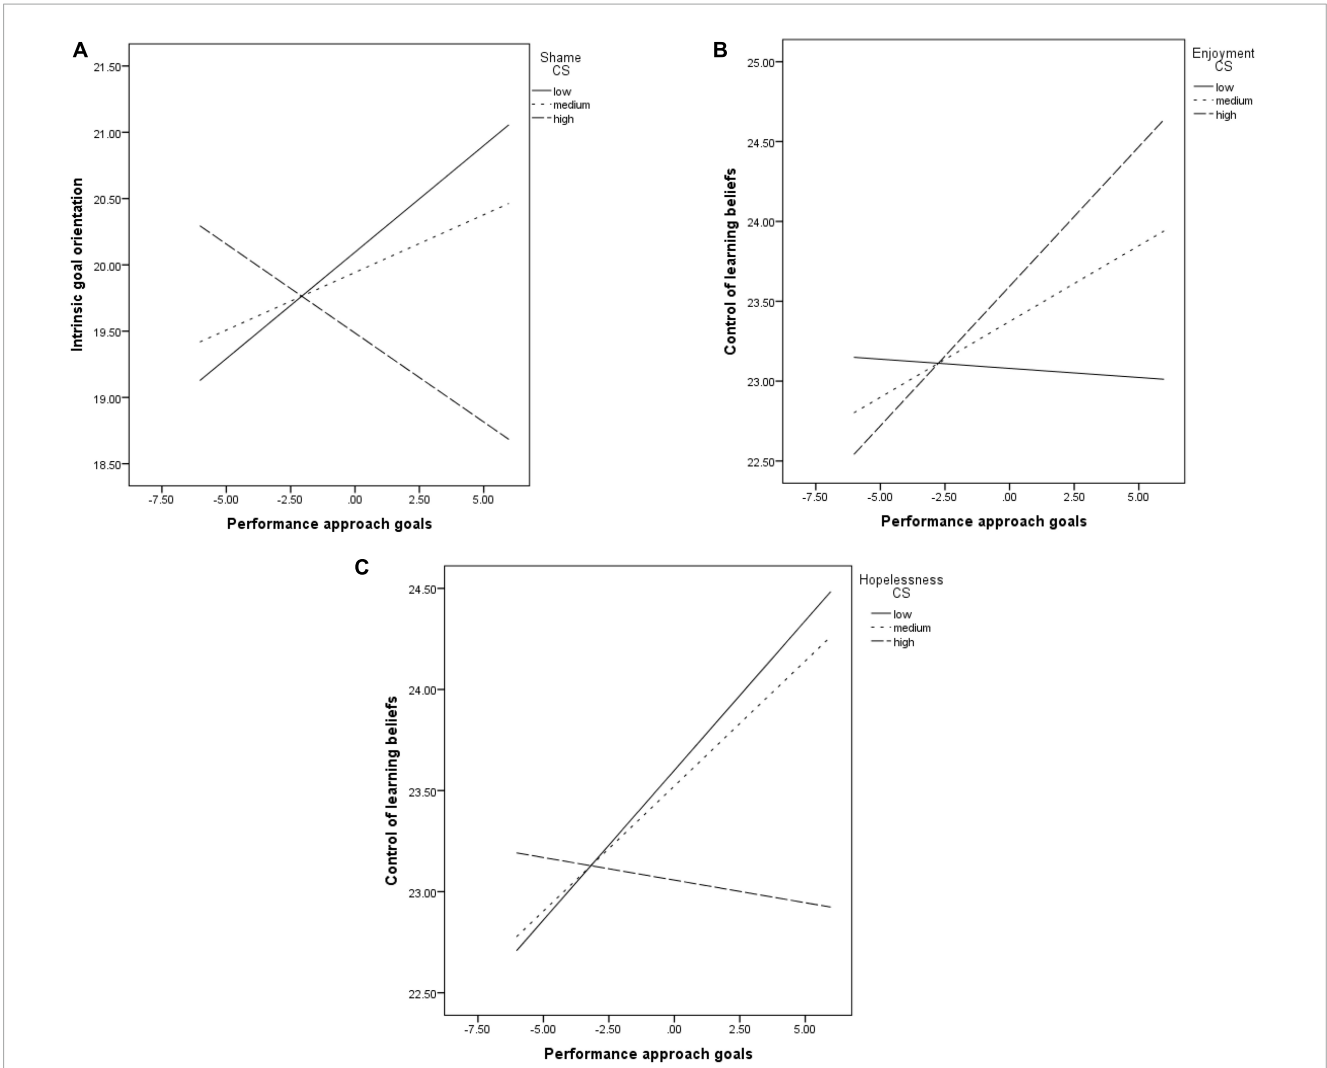 A
Shame
CS
low
medium
high
21.50
21.00
20.50
20.00
19.50
19.00
18.50
Intrinsic goal orientation
-7.50 -5.00 -2.50 .00 2.50 5.00
Performance approach goals
B
Enjoyment
CS
low
medium
high
25.00
24.50
24.00
23.50
23.00
22.50
Control of learning beliefs
-7.50 -5.00 -2.50 .00 2.50 5.00
Performance approach goals
C
Hopelessness
CS
low
medium
high
24.50
24.00
23.50
23.00
22.50
Control of learning beliefs
-7.50 -5.00 -2.50 .00 2.50 5.00
Performance approach goals